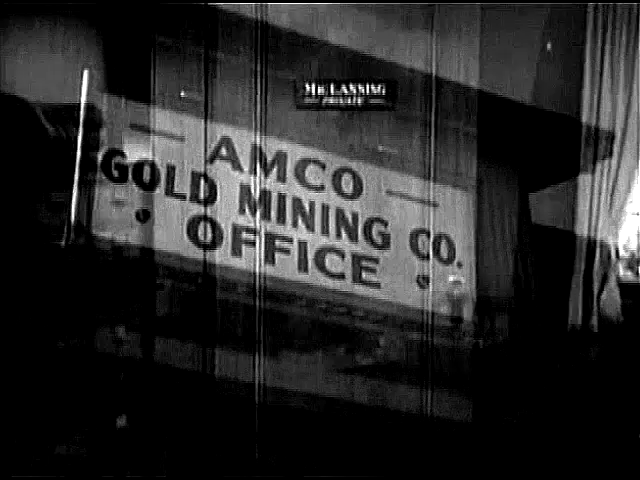 MR. LANSING
— PRIVATE —
— AMCO —
GOLD MINING CO.
• OFFICE •